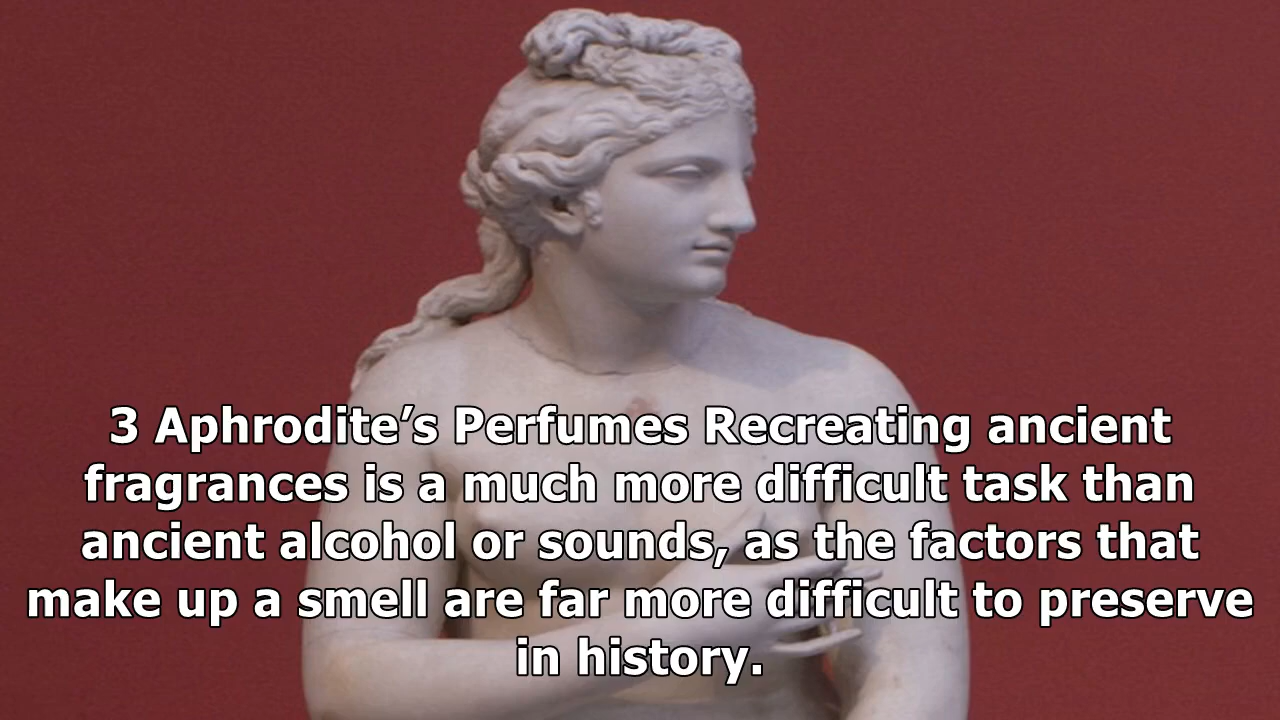 3 Aphrodite’s Perfumes Recreating ancient
fragrances is a much more difficult task than
ancient alcohol or sounds, as the factors that
make up a smell are far more difficult to preserve
in history.